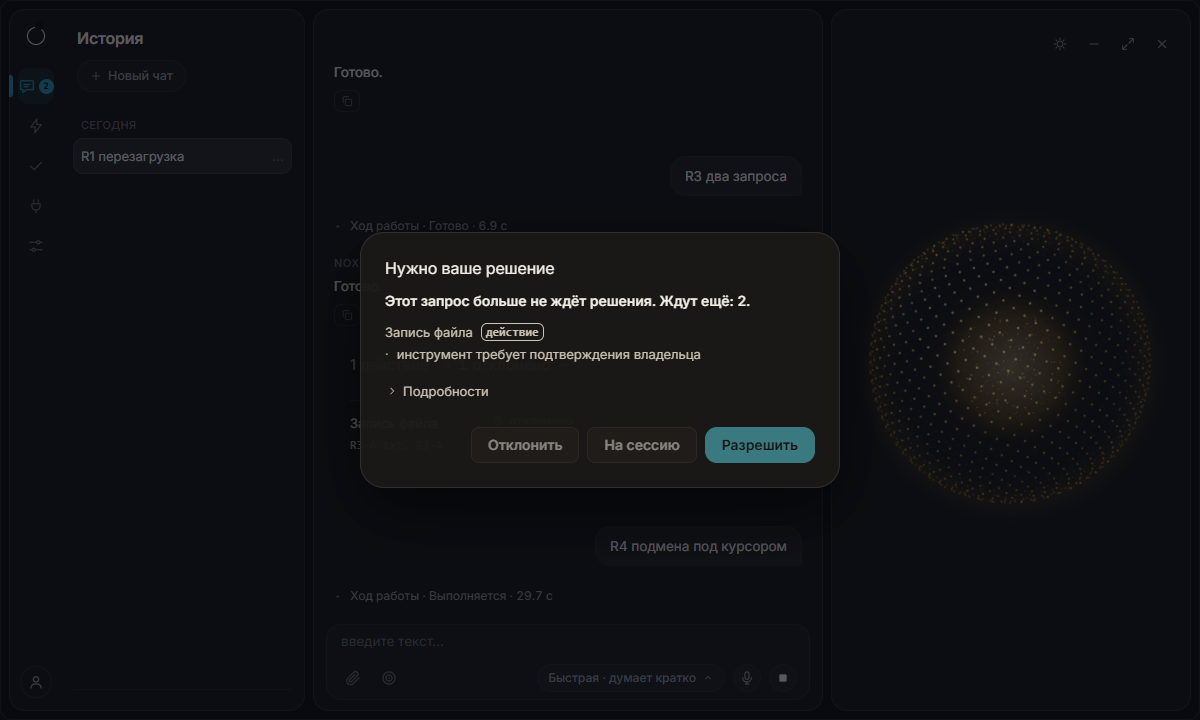 История
2
+ Новый чат
СЕГОДНЯ
R1 перезагрузка
...
Готово.
R3 два запроса
Ход работы · Готово · 6.9 с
NOX
Нужно ваше решение
Этот запрос больше не ждёт решения. Ждут ещё: 2.
Запись файла действие
· инструмент требует подтверждения владельца
Подробности
Отклонить
На сессию
Разрешить
R4 подмена под курсором
Ход работы · Выполняется · 29.7 с
введите текст...
Быстрая · думает кратко